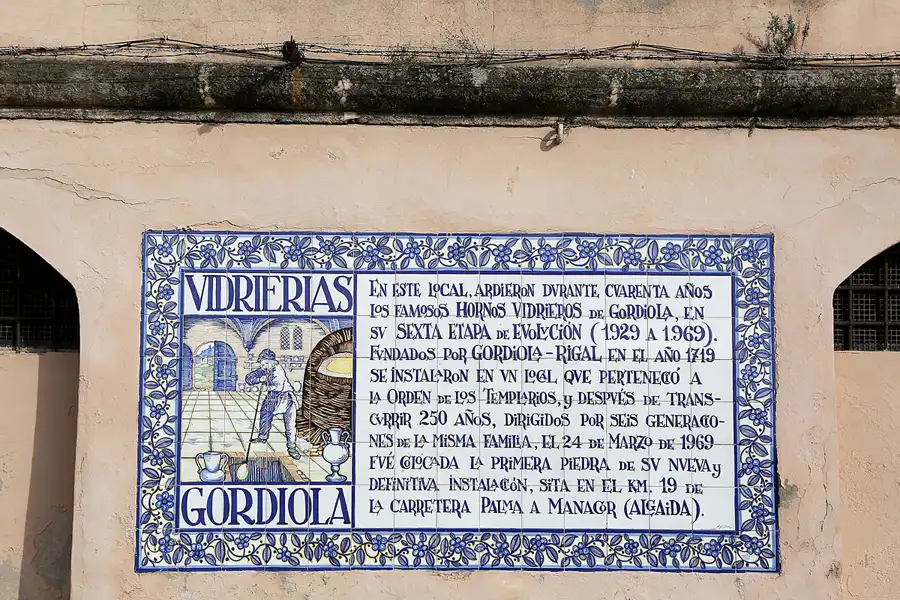 VIDRIERIAS
GORDIOLA
EN ESTE LOCAL, ARDIERON DVRANTE CVARENTA AÑOS
LOS FAMOSOS HORNOS VIDRIEROS DE GORDIOLA, EN
SV SEXTA ETAPA DE EVOLVCIÓN (1929 A 1.969).
FVNDADOS POR GORDIOLA-RIGAL EN EL AÑO 1719
SE INSTALARON EN VN LOCAL QVE PERTENECIÓ A
LA ORDEN DE LOS TEMPLARIOS, Y DESPVÉS DE TRANS-
CVRRIR 250 AÑOS, DIRIGIDOS POR SEIS GENERACIO-
NES DE LA MISMA FAMILIA, EL 24 DE MARZO DE 1969
FVÉ COLOCADA LA PRIMERA PIEDRA DE SV NVEVA Y
DEFINITIVA INSTALACIÓN, SITA EN EL KM. 19 DE
LA CARRETERA PALMA A MANACOR (ALGAIDA).